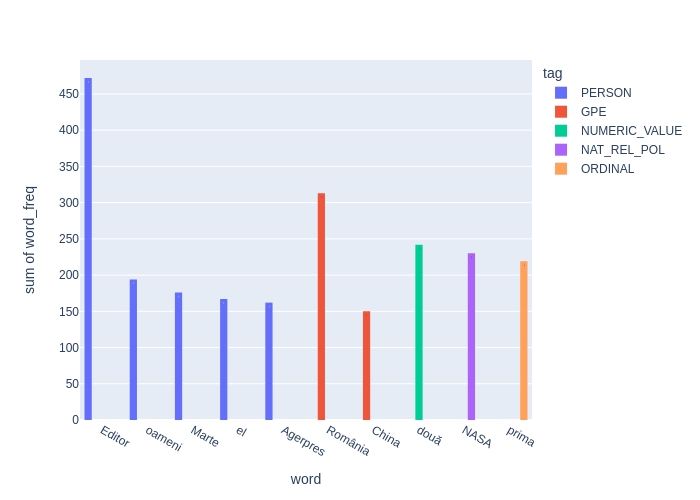 tag
PERSON
GPE
NUMERIC_VALUE
NAT_REL_POL
ORDINAL
450
400
350
300
250
200
150
100
50
0
sum of word_freq
Editor
oameni
Marte
el
Agerpres
România
China
două
NASA
prima
word